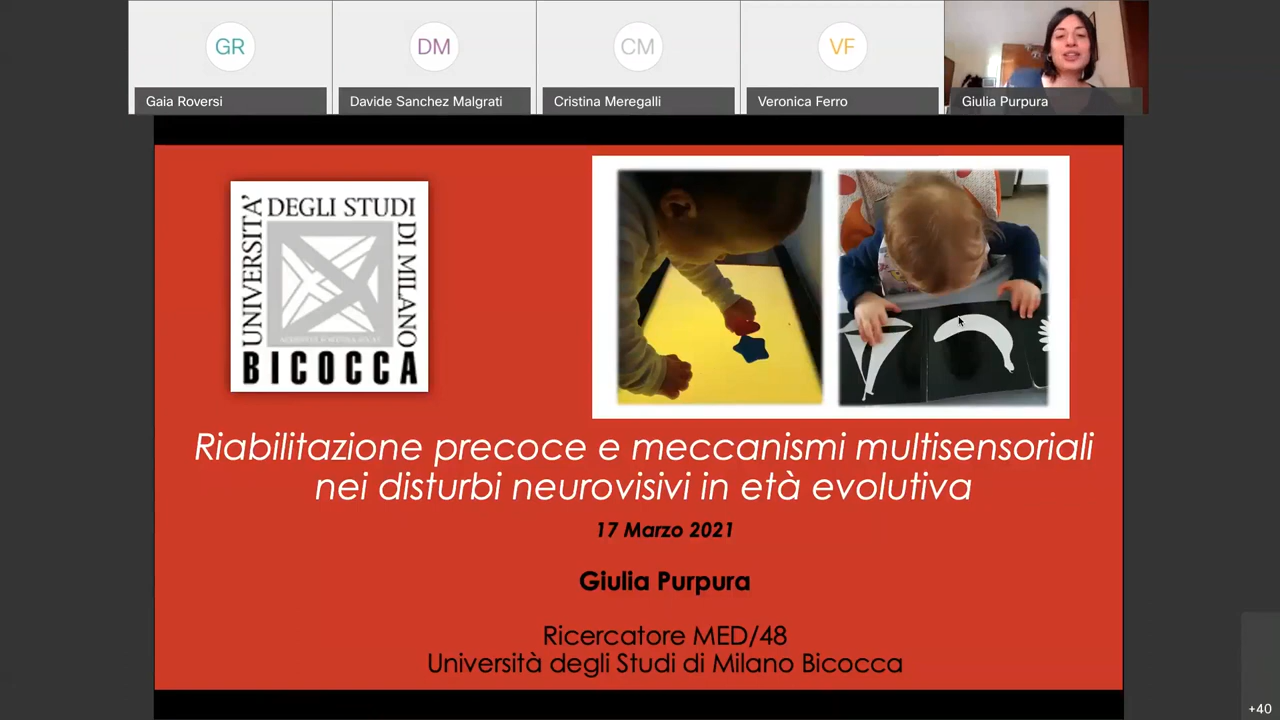 GR
DM
CM
VF
Gaia Roversi
Davide Sanchez Malgrati
Cristina Meregalli
Veronica Ferro
Giulia Purpura
UNIVERSITA'
DEGLI STUDI
DI MILANO
BICOCCA
Riabilitazione precoce e meccanismi multisensoriali
nei disturbi neurovisivi in età evolutiva
17 Marzo 2021
Giulia Purpura
Ricercatore MED/48
Università degli Studi di Milano Bicocca
+40